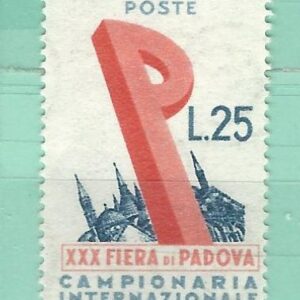 POSTE
P
L.25
XXX FIERA di PADOVA
CAMPIONARIA
INTERNAZIONALE